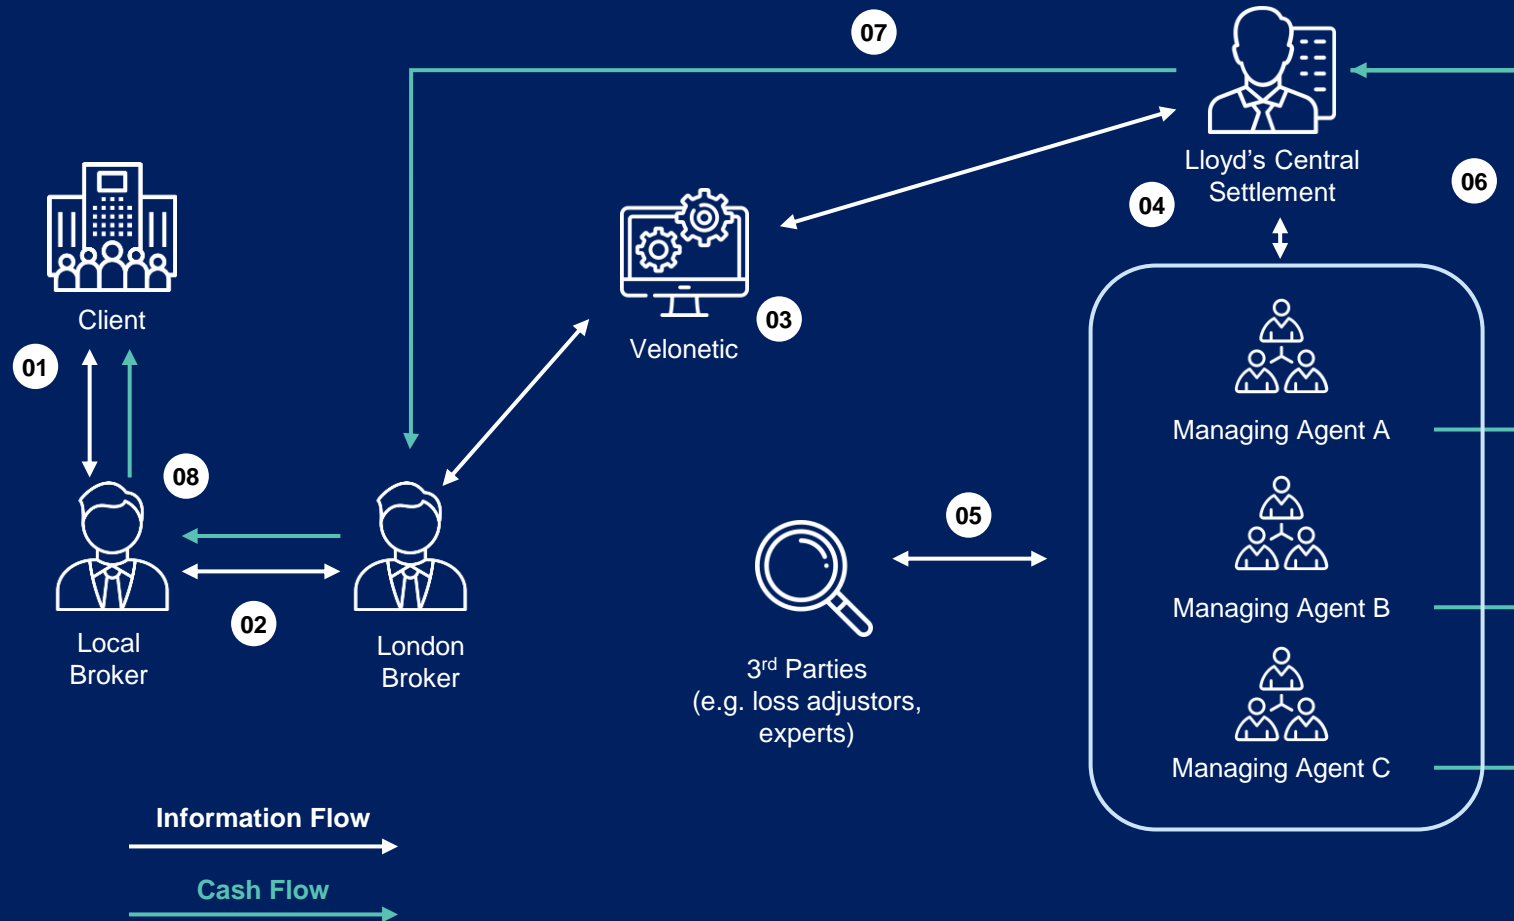 07
Lloyd’s Central
Settlement
06
04
Client
01
03
Velonetic
Managing Agent A
08
05
Managing Agent B
02
Local
Broker
London
Broker
3rd Parties
(e.g. loss adjustors,
experts)
Managing Agent C
Information Flow
Cash Flow